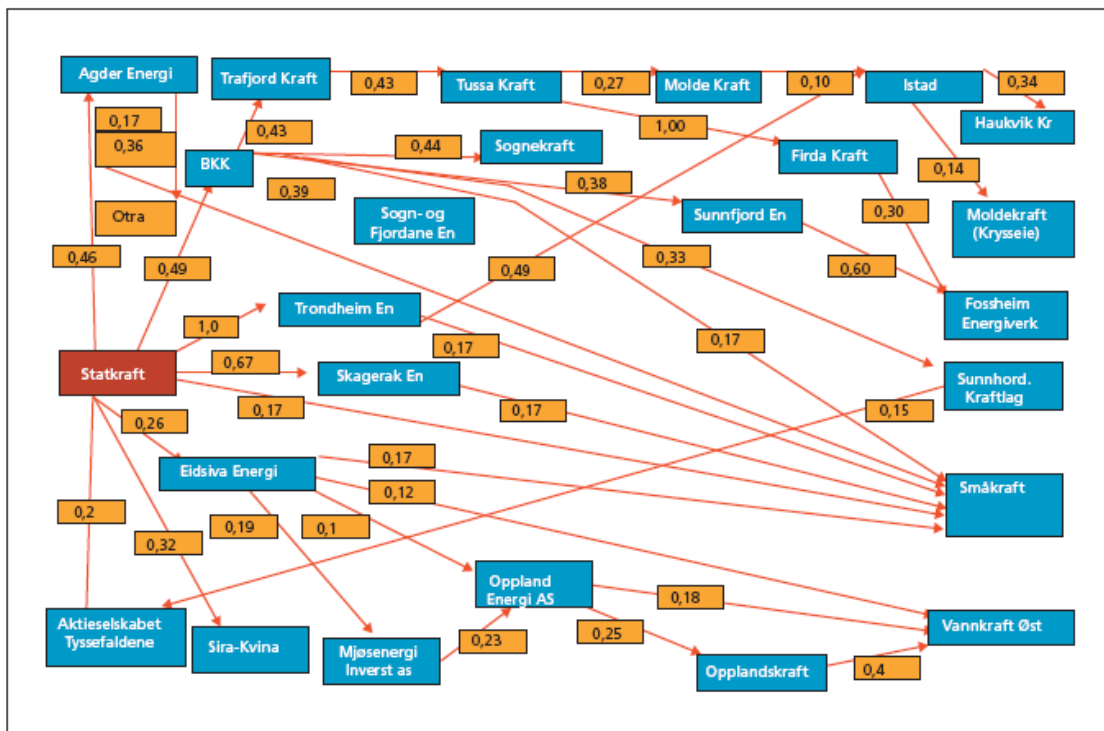 Agder Energi
Trafjord Kraft
0,43
Tussa Kraft
0,27
Molde Kraft
0,10
Istad
0,34
0,17
Haukvik Kr
0,36
0,43
1,00
BKK
0,44
Sognekraft
Firda Kraft
0,39
0,38
0,14
Otra
Sogn- og
Fjordane En
Sunnfjord En
0,30
Moldekraft
(Krysseie)
0,46
0,49
0,49
0,33
0,60
Trondheim En
Fossheim
Energiverk
1,0
0,17
0,17
0,67
Statkraft
Skagerak En
Sunnhord.
Kraftlag
0,17
0,17
0,15
0,26
0,17
Eidsiva Energi
0,12
Småkraft
0,2
0,19
0,1
0,32
Oppland
Energi AS
0,18
Aktieselskabet
Tyssefaldene
Sira-Kvina
0,23
0,25
Vannkraft Øst
Mjøsenergi
Inverst as
Opplandskraft
0,4